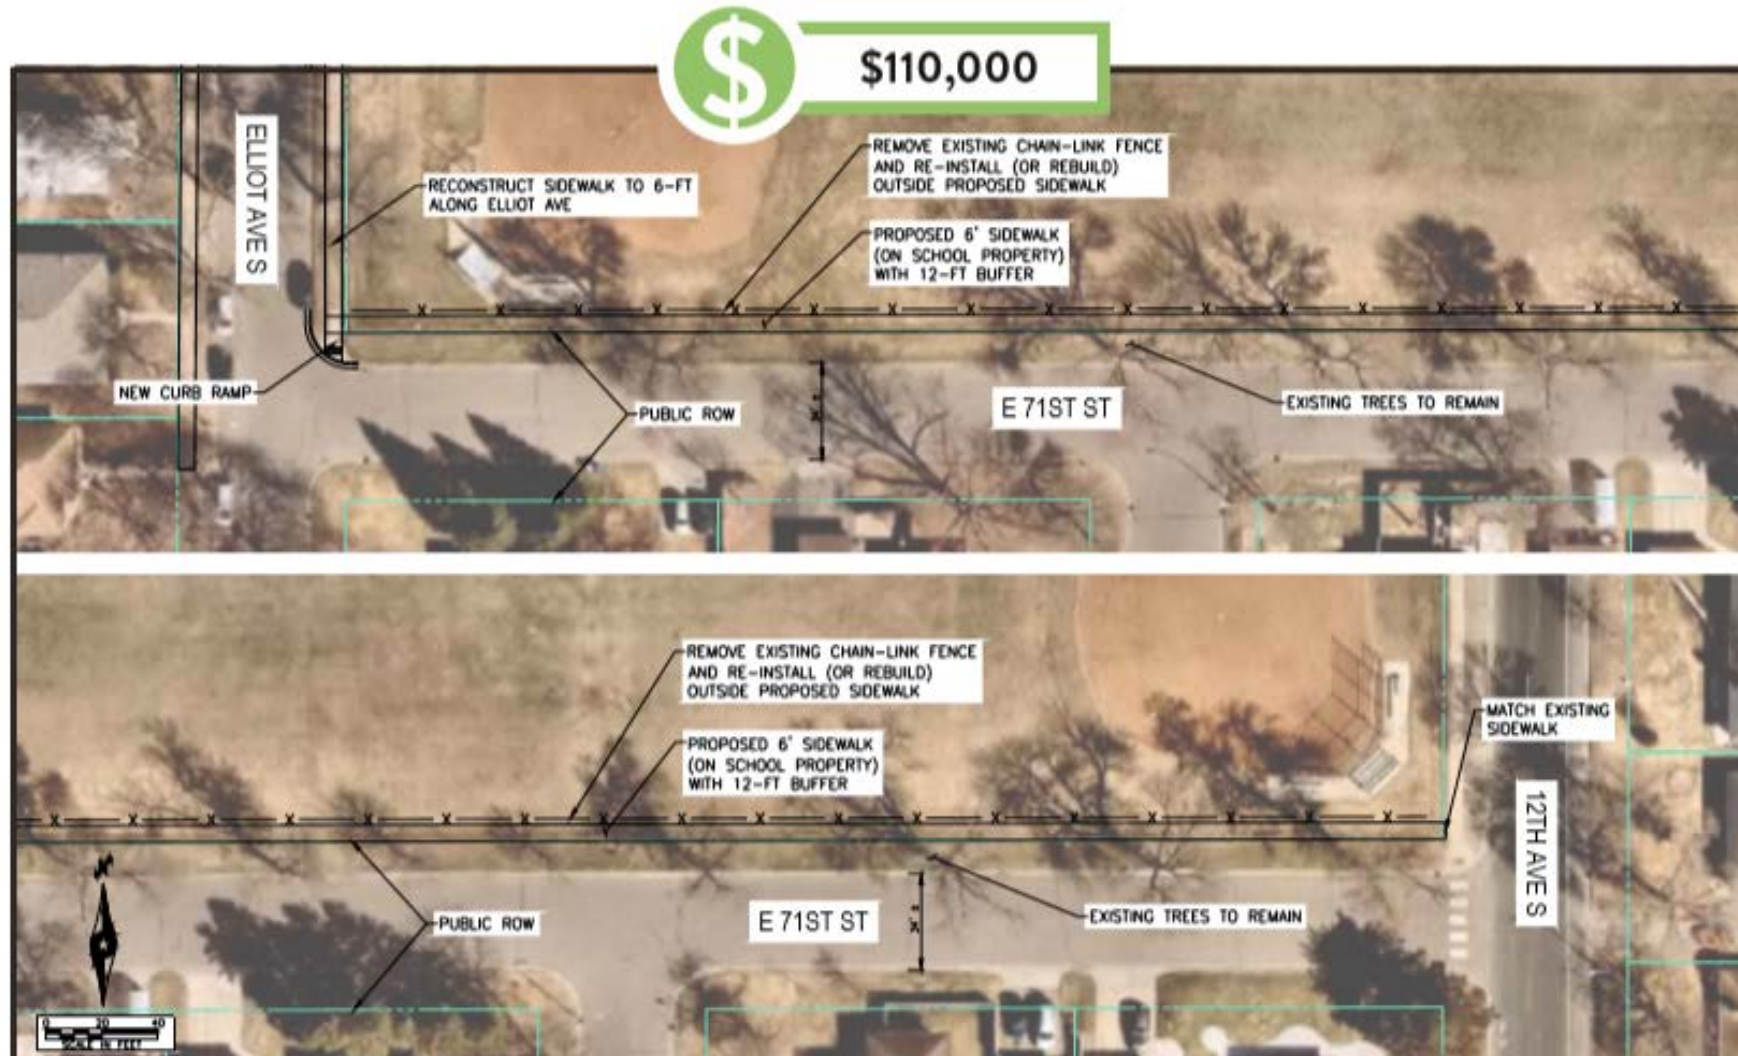 $
$110,000
ELLIOT AVE S
RECONSTRUCT SIDEWALK TO 6-FT
ALONG ELLIOT AVE
REMOVE EXISTING CHAIN-LINK FENCE
AND RE-INSTALL (OR REBUILD)
OUTSIDE PROPOSED SIDEWALK
PROPOSED 6' SIDEWALK
(ON SCHOOL PROPERTY)
WITH 12-FT BUFFER
NEW CURB RAMP
PUBLIC ROW
E 71ST ST
EXISTING TREES TO REMAIN
REMOVE EXISTING CHAIN-LINK FENCE
AND RE-INSTALL (OR REBUILD)
OUTSIDE PROPOSED SIDEWALK
PROPOSED 6' SIDEWALK
(ON SCHOOL PROPERTY)
WITH 12-FT BUFFER
MATCH EXISTING
SIDEWALK
12TH AVE S
PUBLIC ROW
E 71ST ST
EXISTING TREES TO REMAIN
0 20 40
SCALE IN FEET